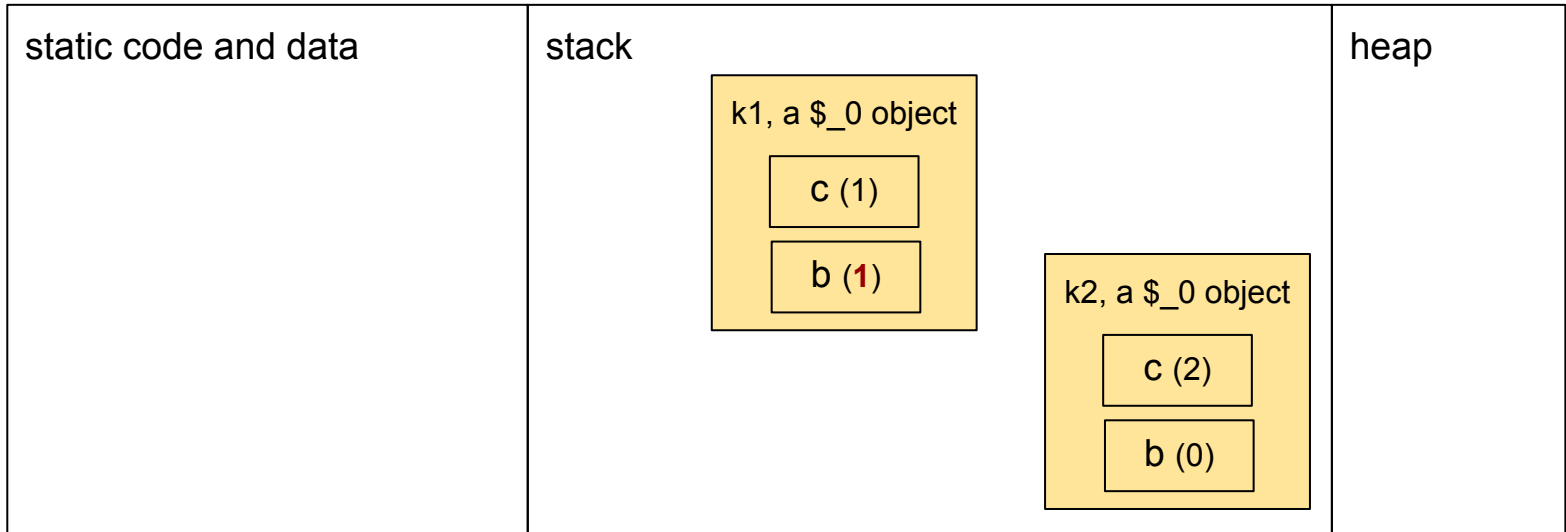 static code and data
stack
heap
k1, a $_0 object
c (1)
b (1)
k2, a $_0 object
c (2)
b (0)